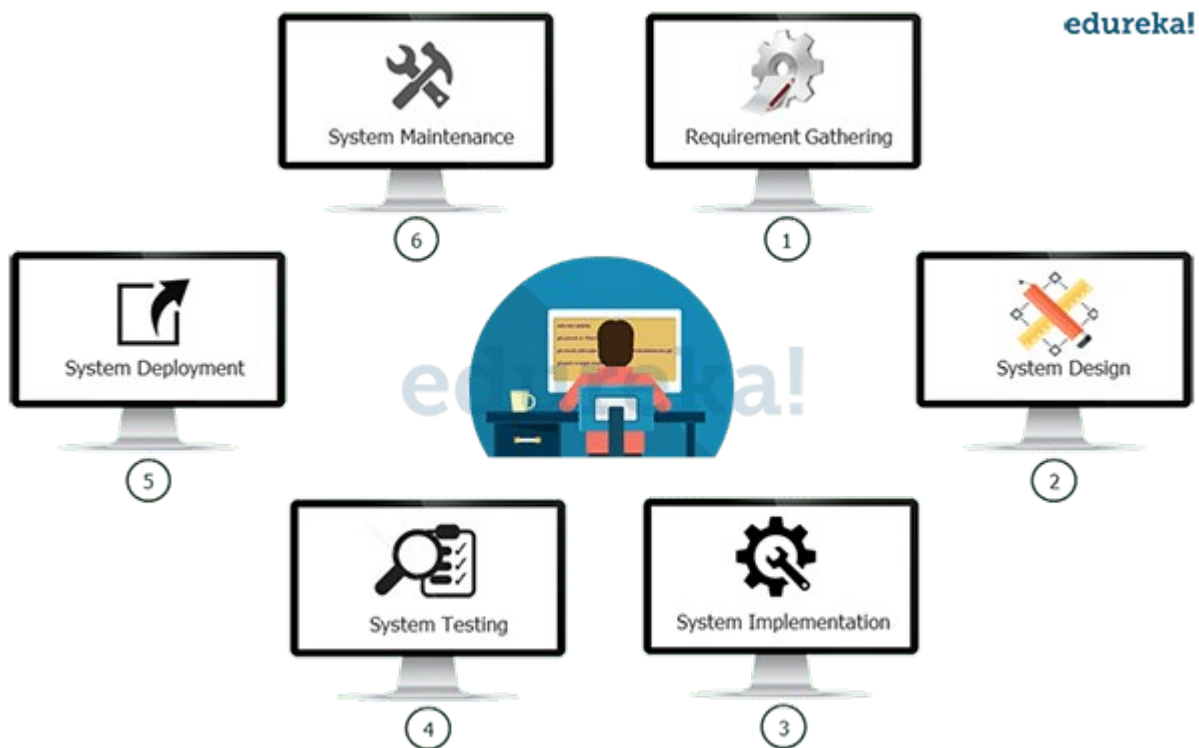 edureka!
System Maintenance
Requirement Gathering
6
1
System Deployment
System Design
edureka!
5
2
System Testing
System Implementation
4
3